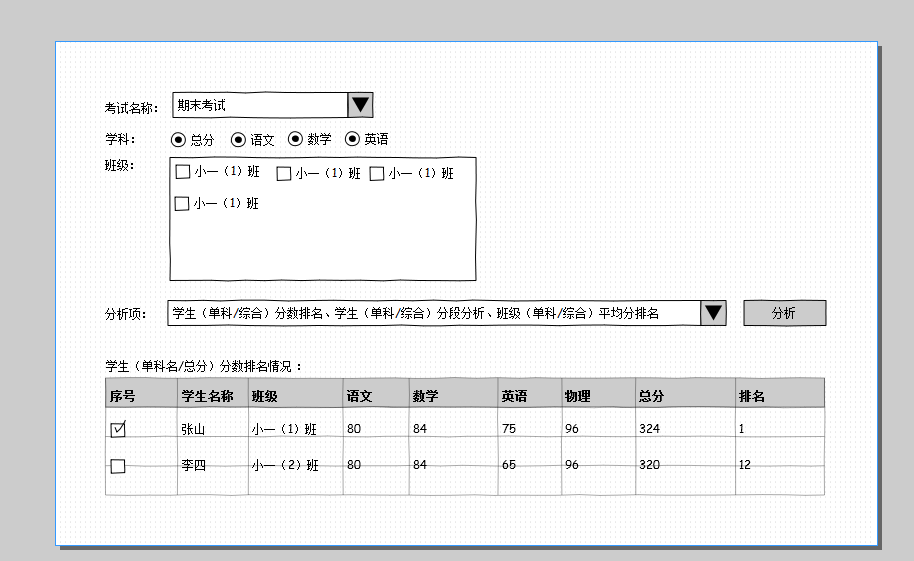 考试名称： 期末考试
学科： 总分 语文 数学 英语
班级： 小一（1）班 小一（1）班 小一（1）班
小一（1）班
分析项： 学生（单科/综合）分数排名、学生（单科/综合）分段分析、班级（单科/综合）平均分排名 分析
学生（单科名/总分）分数排名情况：
序号 学生名称 班级 语文 数学 英语 物理 总分 排名
张山 小一（1）班 80 84 75 96 324 1
李四 小一（2）班 80 84 65 96 320 12